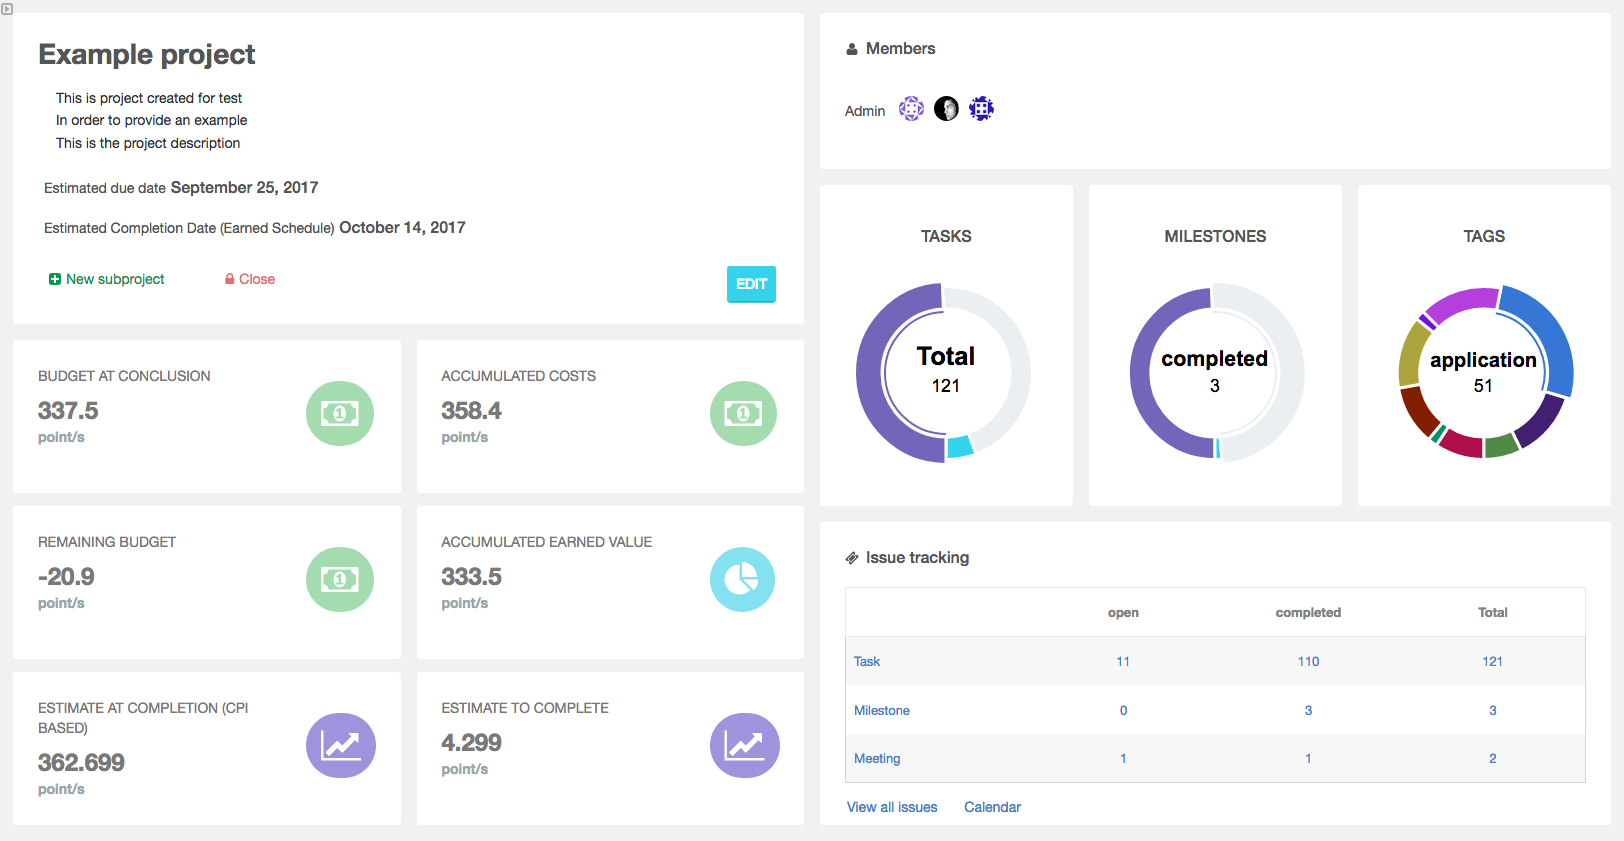 Example project
This is project created for test
In order to provide an example
This is the project description
Estimated due date September 25, 2017
Estimated Completion Date (Earned Schedule) October 14, 2017
New subproject
Close
EDIT
BUDGET AT CONCLUSION
337.5
point/s
ACCUMULATED COSTS
358.4
point/s
REMAINING BUDGET
-20.9
point/s
ACCUMULATED EARNED VALUE
333.5
point/s
ESTIMATE AT COMPLETION (CPI
BASED)
362.699
point/s
ESTIMATE TO COMPLETE
4.299
point/s
Members
Admin
TASKS
Total
121
MILESTONES
completed
3
TAGS
application
51
Issue tracking
open completed Total
Task 11 110 121
Milestone 0 3 3
Meeting 1 1 2
View all issues Calendar